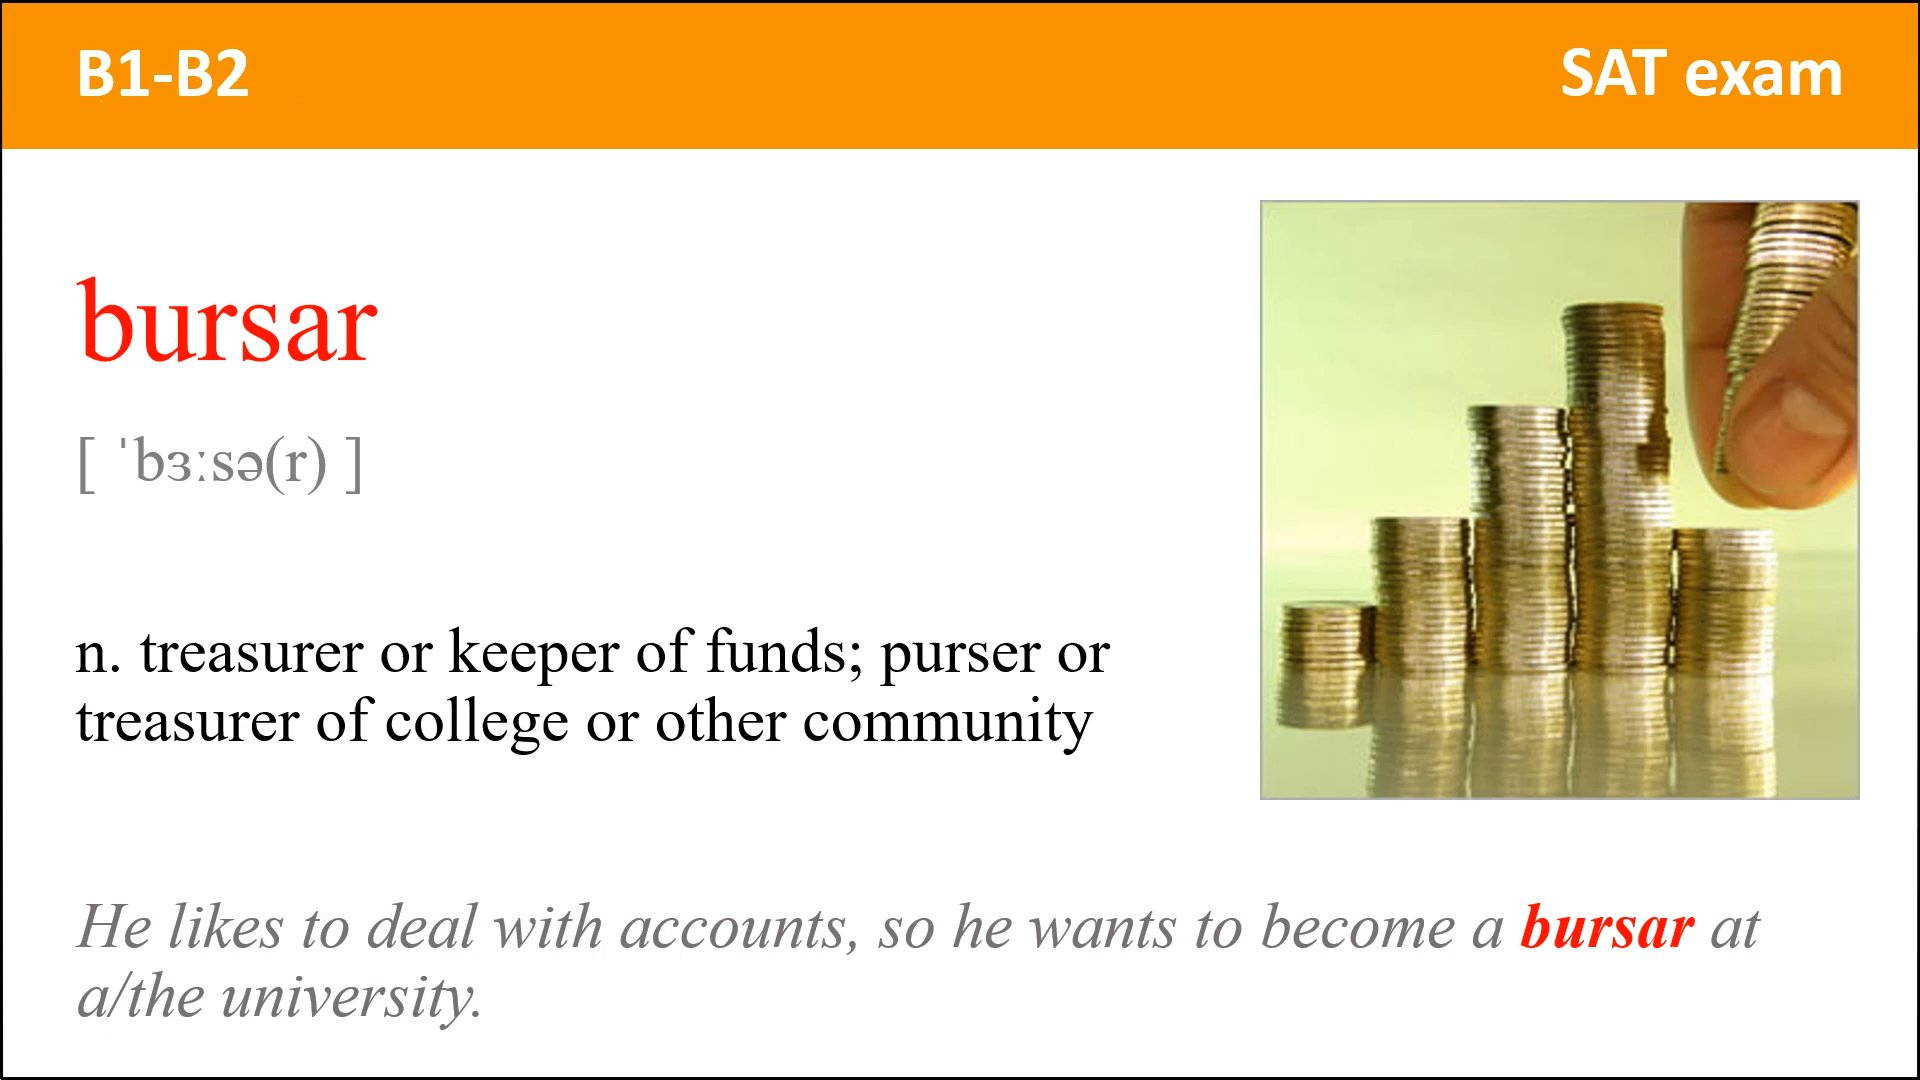 B1-B2 SAT exam
bursar
[ ˈbɜːsə(r) ]
n. treasurer or keeper of funds; purser or
treasurer of college or other community
He likes to deal with accounts, so he wants to become a bursar at
a/the university.